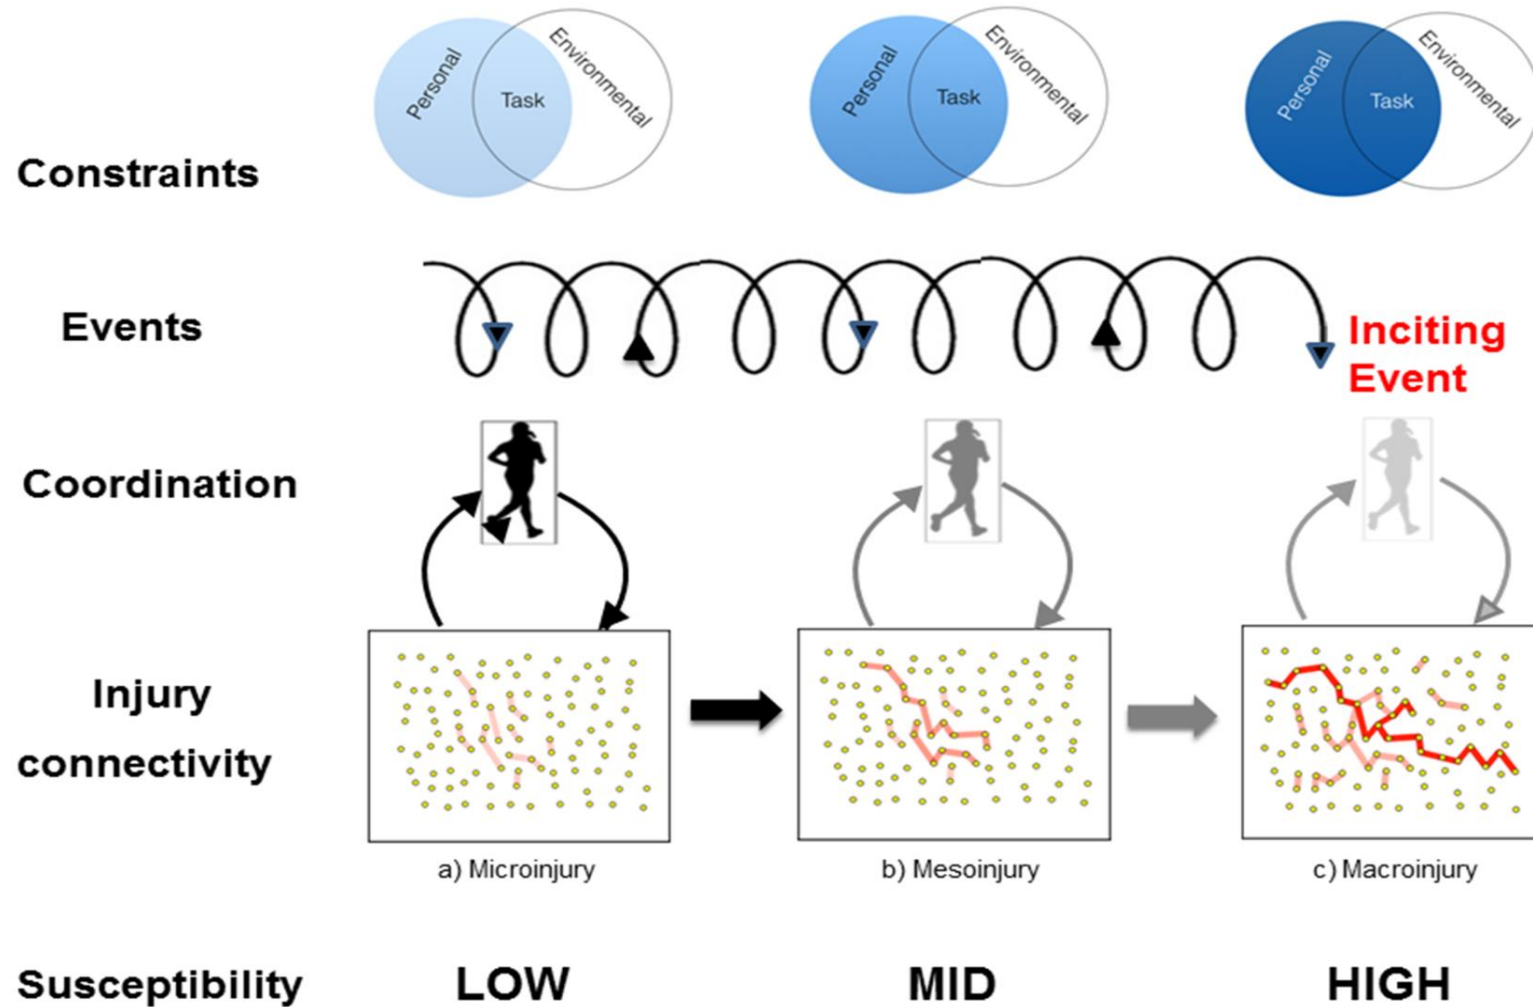 Personal
Task
Environmental
Personal
Task
Environmental
Personal
Task
Environmental
Constraints
Events
Inciting
Event
Coordination
Injury
connectivity
a) Microinjury
b) Mesoinjury
c) Macroinjury
Susceptibility
LOW
MID
HIGH